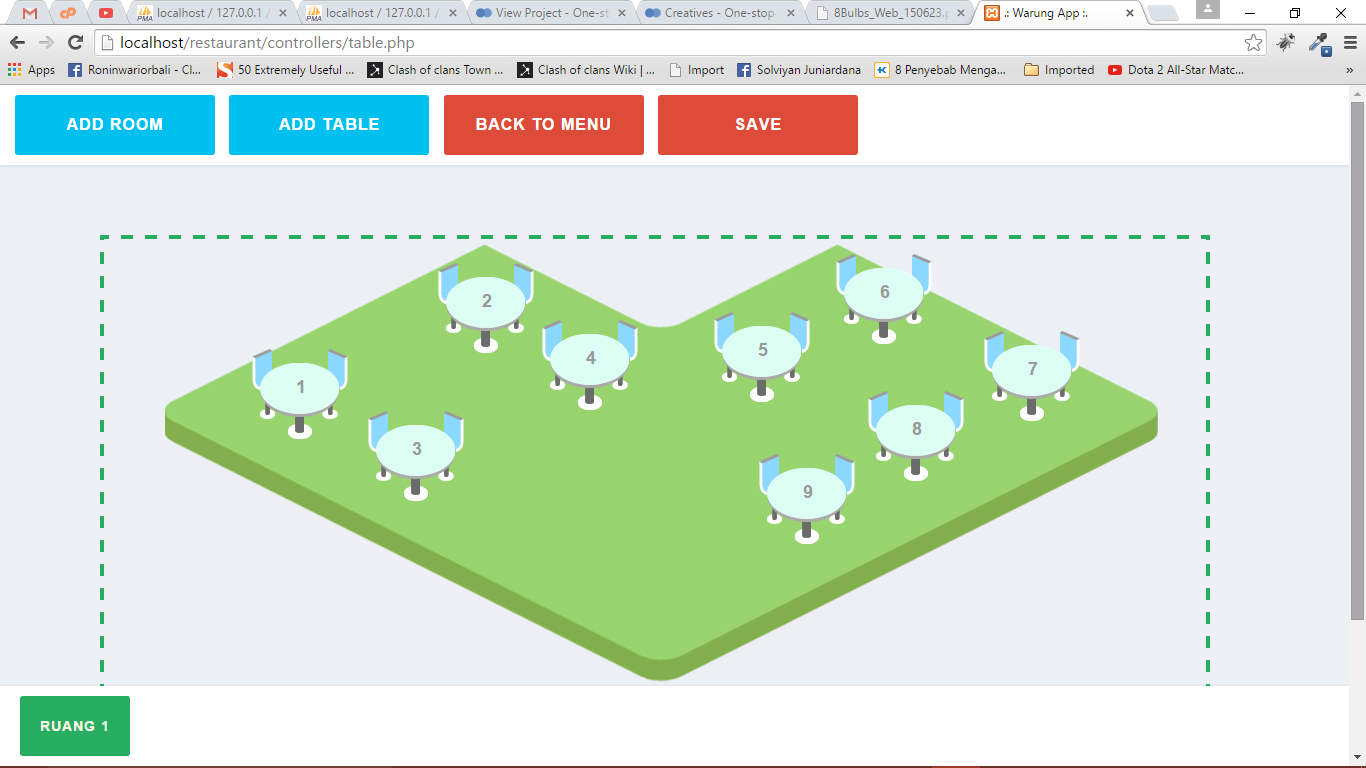 localhost / 127.0.0.1 /
localhost / 127.0.0.1 /
View Project - One-st
Creatives - One-stop
8Bulbs_Web_150623.p
.: Warung App :.
localhost/restaurant/controllers/table.php
Apps
Roninwariorbali - Cl...
50 Extremely Useful ...
Clash of clans Town ...
Clash of clans Wiki | ...
Import
Solviyan Juniardana
8 Penyebab Menga...
Imported
Dota 2 All-Star Matc...
»
ADD ROOM
ADD TABLE
BACK TO MENU
SAVE
2
6
4
5
7
1
3
8
9
RUANG 1